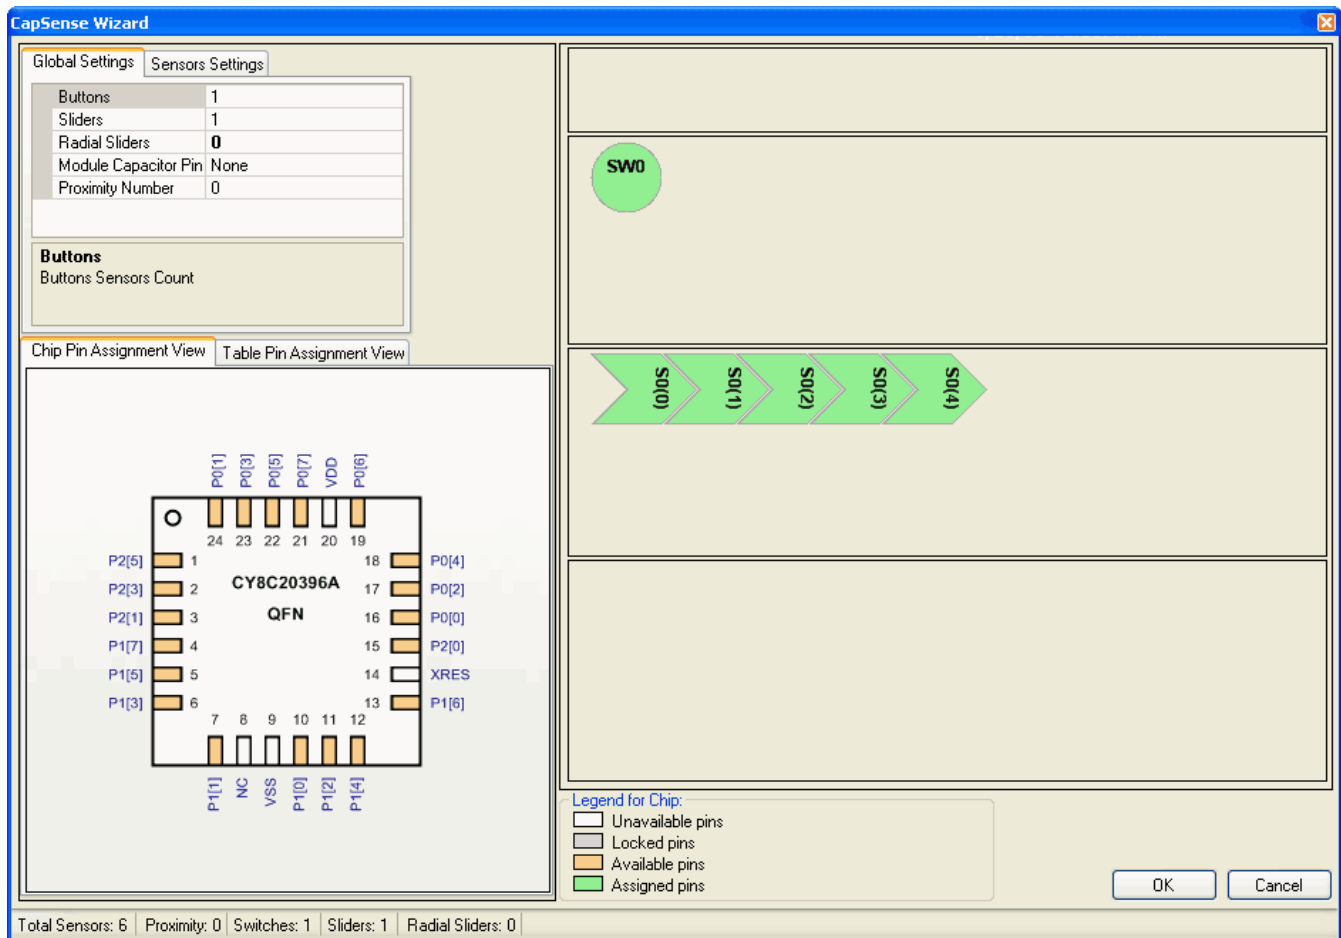 CapSense Wizard
Global Settings Sensors Settings
Buttons 1
Sliders 1
Radial Sliders 0
Module Capacitor Pin None
Proximity Number 0
Buttons
Buttons Sensors Count
Chip Pin Assignment View Table Pin Assignment View
P0[1] P0[3] P0[5] P0[7] VDD P0[6]
24 23 22 21 20 19
P2[5] 1 18 P0[4]
P2[3] 2 CY8C20396A 17 P0[2]
P2[1] 3 QFN 16 P0[0]
P1[7] 4 15 P2[0]
P1[5] 5 14 XRES
P1[3] 6 13 P1[6]
7 8 9 10 11 12
P1[1] NC VSS P1[0] P1[2] P1[4]
SW0
S0(0) S0(1) S0(2) S0(3) S0(4)
Legend for Chip:
Unavailable pins
Locked pins
Available pins
Assigned pins
OK Cancel
Total Sensors: 6 Proximity: 0 Switches: 1 Sliders: 1 Radial Sliders: 0